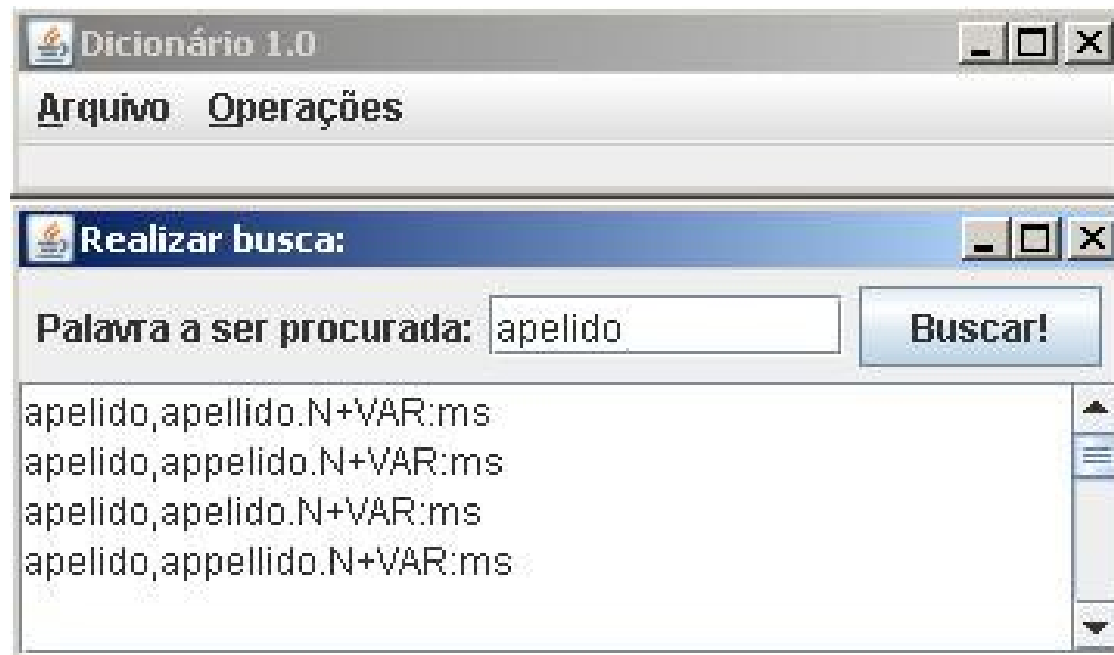 Dicionário 1.0
Arquivo Operações
Realizar busca:
Palavra a ser procurada: apelido Buscar!
apelido,apellido.N+VAR:ms
apelido,appelido.N+VAR:ms
apelido,apelido.N+VAR:ms
apelido,appellido.N+VAR:ms